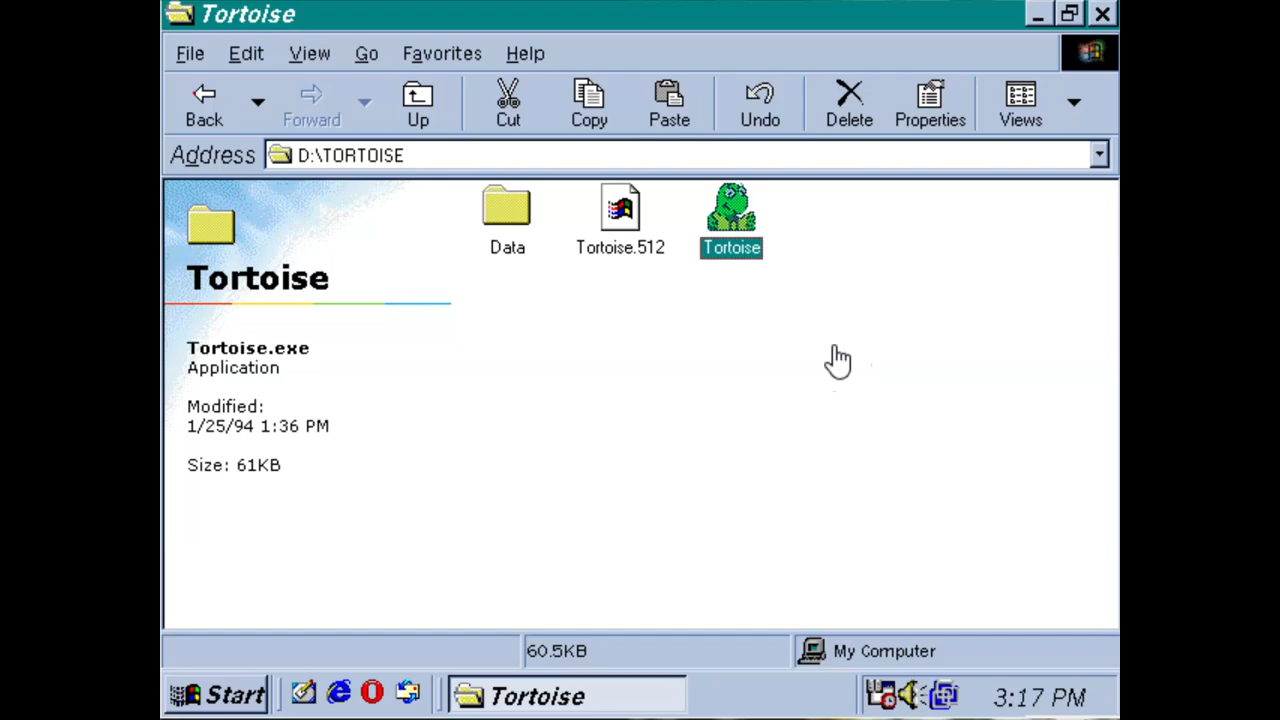 Tortoise
File Edit View Go Favorites Help
Back Forward Up Cut Copy Paste Undo Delete Properties Views
Address D:\TORTOISE
Data Tortoise.512 Tortoise
Tortoise
Tortoise.exe
Application
Modified:
1/25/94 1:36 PM
Size: 61KB
60.5KB My Computer
Start Tortoise 3:17 PM